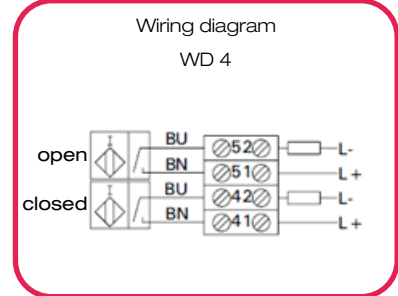 Wiring diagram
WD 4
open
BU 52 L-
BN 51 L+
closed
BU 42 L-
BN 41 L+